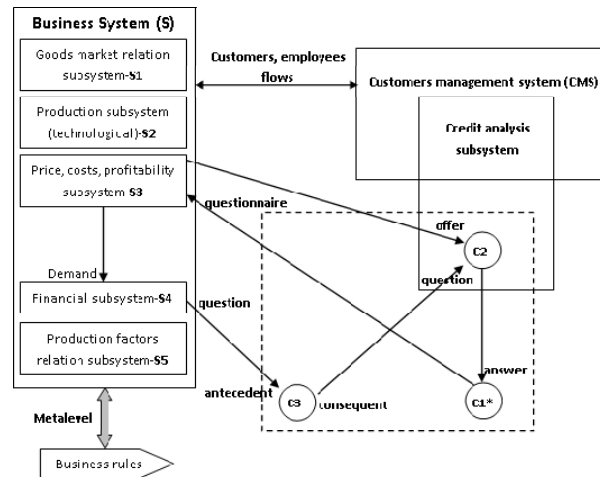 Business System (S)
Goods market relation
subsystem-S1
Production subsystem
(technological)-S2
Price, costs, profitability
subsystem S3
Demand
Financial subsystem-S4
Production factors
relation subsystem-S5
Metalevel
Business rules
Customers, employees
flows
Customers management system (CMS)
Credit analysis
subsystem
questionnaire
offer
C2
question
question
answer
antecedent
C3
consequent
C1*